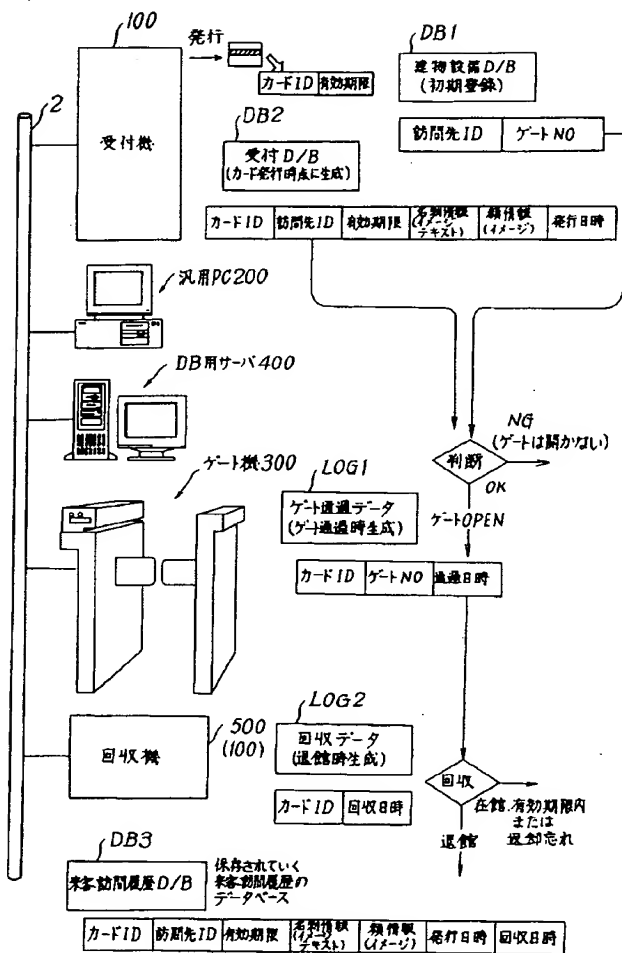 100
発行
カードID 有効期限
DB1
建物設備D/B
(初期登録)
訪問先ID ゲートNO
2
受付機
DB2
受付D/B
(カード発行時点に生成)
カードID 訪問先ID 有効期限 名刺情報(イメージテキスト) 顔情報(イメージ) 発行日時
汎用PC200
DB用サーバ400
NG
(ゲートは開かない)
判断
OK
ゲートOPEN
ゲート機300
LOG1
ゲート通過データ
(ゲート通過時生成)
カードID ゲートNO 通過日時
回収機
500
(100)
LOG2
回収データ
(退館時生成)
カードID 回収日時
回収
在館、有効期限内
または
返却忘れ
退館
DB3
来客訪問履歴D/B
保存されていく
来客訪問履歴の
データベース
カードID 訪問先ID 有効期限 名刺情報(イメージテキスト) 顔情報(イメージ) 発行日時 回収日時